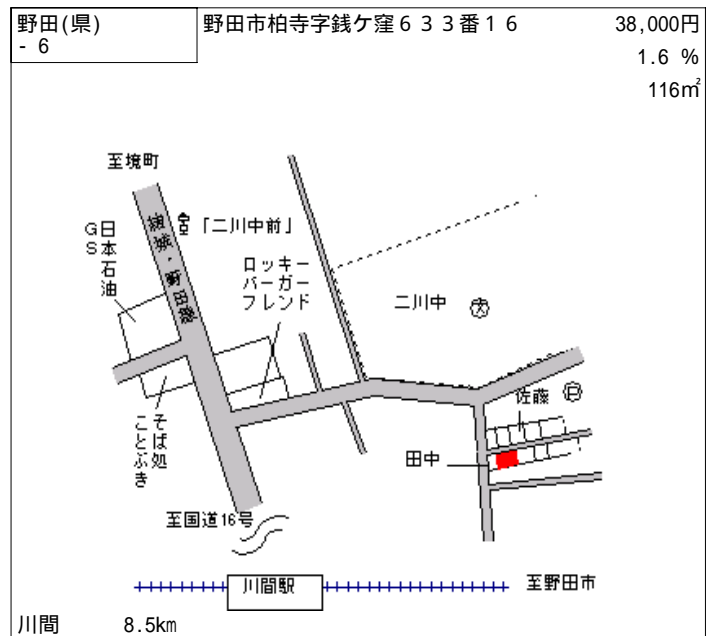 野田(県)
- 6
野田市柏寺字銭ケ窪６３３番１６
38,000円
1.6 %
116㎡
至境町
結城・野田線
「二川中前」
日本石油
ＧＳ
ロッキー
バーガー
フレンド
二川中
佐藤
そば処
ことぶき
田中
至国道16号
川間駅
至野田市
川間
8.5km